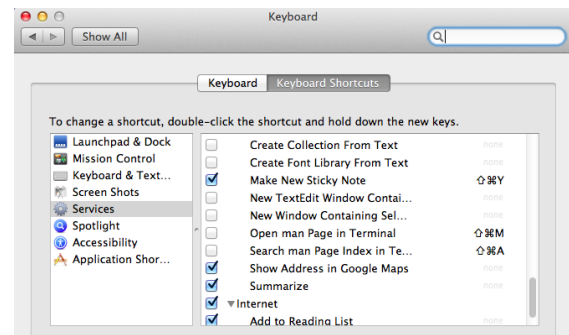 Keyboard
Show All
Keyboard Keyboard Shortcuts
To change a shortcut, double-click the shortcut and hold down the new keys.
Launchpad & Dock
Mission Control
Keyboard & Text...
Screen Shots
Services
Spotlight
Accessibility
Application Shor...
Create Collection From Text none
Create Font Library From Text none
Make New Sticky Note ⇧⌘Y
New TextEdit Window Contai... none
New Window Containing Sel... none
Open man Page in Terminal ⇧⌘M
Search man Page Index in Te... ⇧⌘A
Show Address in Google Maps none
Summarize none
Internet
Add to Reading List none